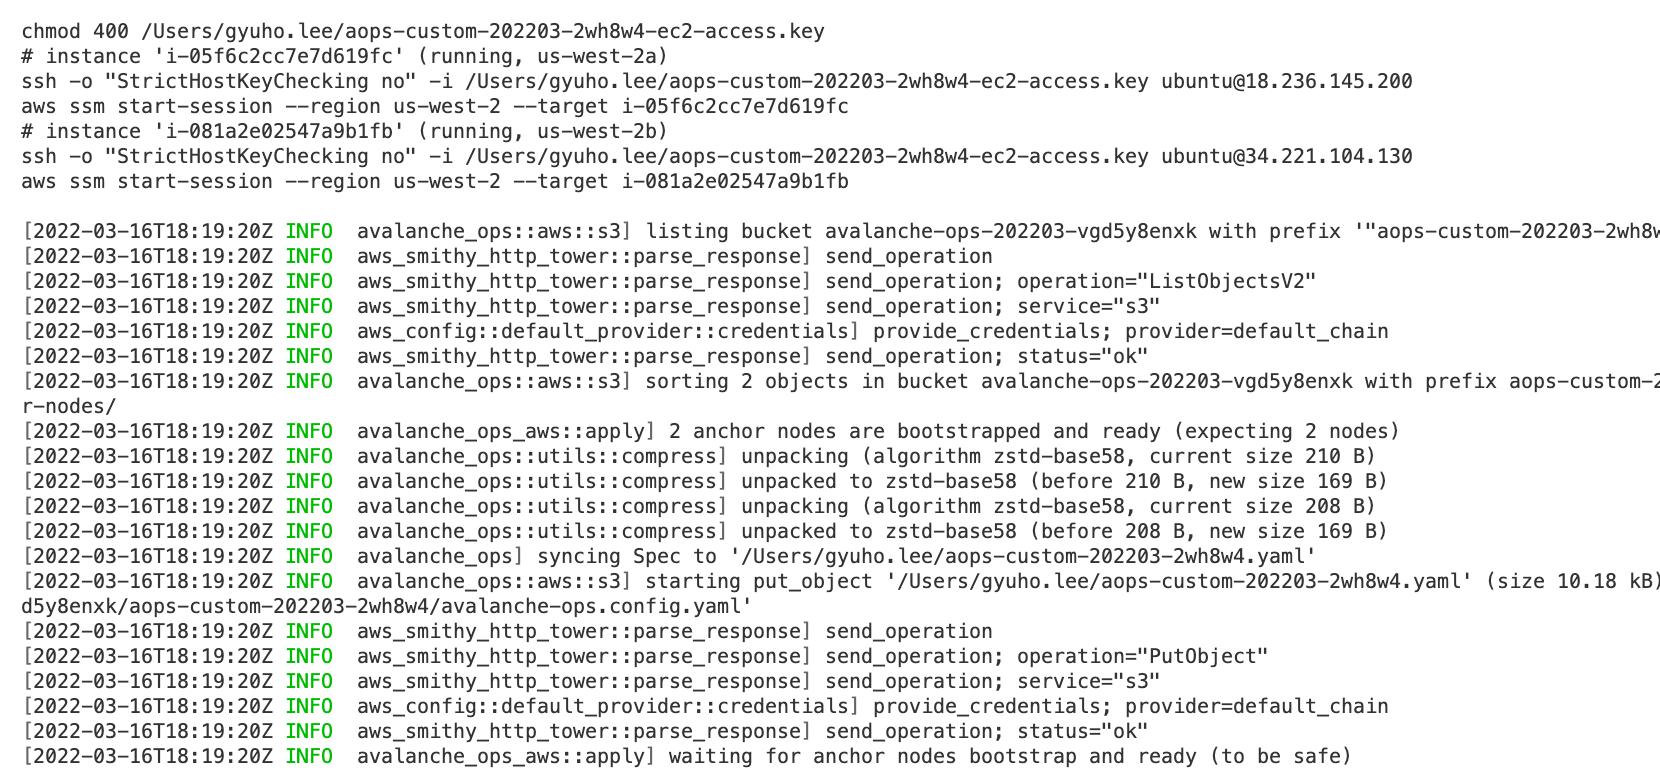 chmod 400 /Users/gyuho.lee/aops-custom-202203-2wh8w4-ec2-access.key
# instance 'i-05f6c2cc7e7d619fc' (running, us-west-2a)
ssh -o "StrictHostKeyChecking no" -i /Users/gyuho.lee/aops-custom-202203-2wh8w4-ec2-access.key ubuntu@18.236.145.200
aws ssm start-session --region us-west-2 --target i-05f6c2cc7e7d619fc
# instance 'i-081a2e02547a9b1fb' (running, us-west-2b)
ssh -o "StrictHostKeyChecking no" -i /Users/gyuho.lee/aops-custom-202203-2wh8w4-ec2-access.key ubuntu@34.221.104.130
aws ssm start-session --region us-west-2 --target i-081a2e02547a9b1fb

[2022-03-16T18:19:20Z INFO  avalanche_ops::aws::s3] listing bucket avalanche-ops-202203-vgd5y8enxk with prefix '"aops-custom-202203-2wh8w
[2022-03-16T18:19:20Z INFO  aws_smithy_http_tower::parse_response] send_operation
[2022-03-16T18:19:20Z INFO  aws_smithy_http_tower::parse_response] send_operation; operation="ListObjectsV2"
[2022-03-16T18:19:20Z INFO  aws_smithy_http_tower::parse_response] send_operation; service="s3"
[2022-03-16T18:19:20Z INFO  aws_config::default_provider::credentials] provide_credentials; provider=default_chain
[2022-03-16T18:19:20Z INFO  aws_smithy_http_tower::parse_response] send_operation; status="ok"
[2022-03-16T18:19:20Z INFO  avalanche_ops::aws::s3] sorting 2 objects in bucket avalanche-ops-202203-vgd5y8enxk with prefix aops-custom-2
r-nodes/
[2022-03-16T18:19:20Z INFO  avalanche_ops_aws::apply] 2 anchor nodes are bootstrapped and ready (expecting 2 nodes)
[2022-03-16T18:19:20Z INFO  avalanche_ops::utils::compress] unpacking (algorithm zstd-base58, current size 210 B)
[2022-03-16T18:19:20Z INFO  avalanche_ops::utils::compress] unpacked to zstd-base58 (before 210 B, new size 169 B)
[2022-03-16T18:19:20Z INFO  avalanche_ops::utils::compress] unpacking (algorithm zstd-base58, current size 208 B)
[2022-03-16T18:19:20Z INFO  avalanche_ops::utils::compress] unpacked to zstd-base58 (before 208 B, new size 169 B)
[2022-03-16T18:19:20Z INFO  avalanche_ops] syncing Spec to '/Users/gyuho.lee/aops-custom-202203-2wh8w4.yaml'
[2022-03-16T18:19:20Z INFO  avalanche_ops::aws::s3] starting put_object '/Users/gyuho.lee/aops-custom-202203-2wh8w4.yaml' (size 10.18 kB)
d5y8enxk/aops-custom-202203-2wh8w4/avalanche-ops.config.yaml'
[2022-03-16T18:19:20Z INFO  aws_smithy_http_tower::parse_response] send_operation
[2022-03-16T18:19:20Z INFO  aws_smithy_http_tower::parse_response] send_operation; operation="PutObject"
[2022-03-16T18:19:20Z INFO  aws_smithy_http_tower::parse_response] send_operation; service="s3"
[2022-03-16T18:19:20Z INFO  aws_config::default_provider::credentials] provide_credentials; provider=default_chain
[2022-03-16T18:19:20Z INFO  aws_smithy_http_tower::parse_response] send_operation; status="ok"
[2022-03-16T18:19:20Z INFO  avalanche_ops_aws::apply] waiting for anchor nodes bootstrap and ready (to be safe)